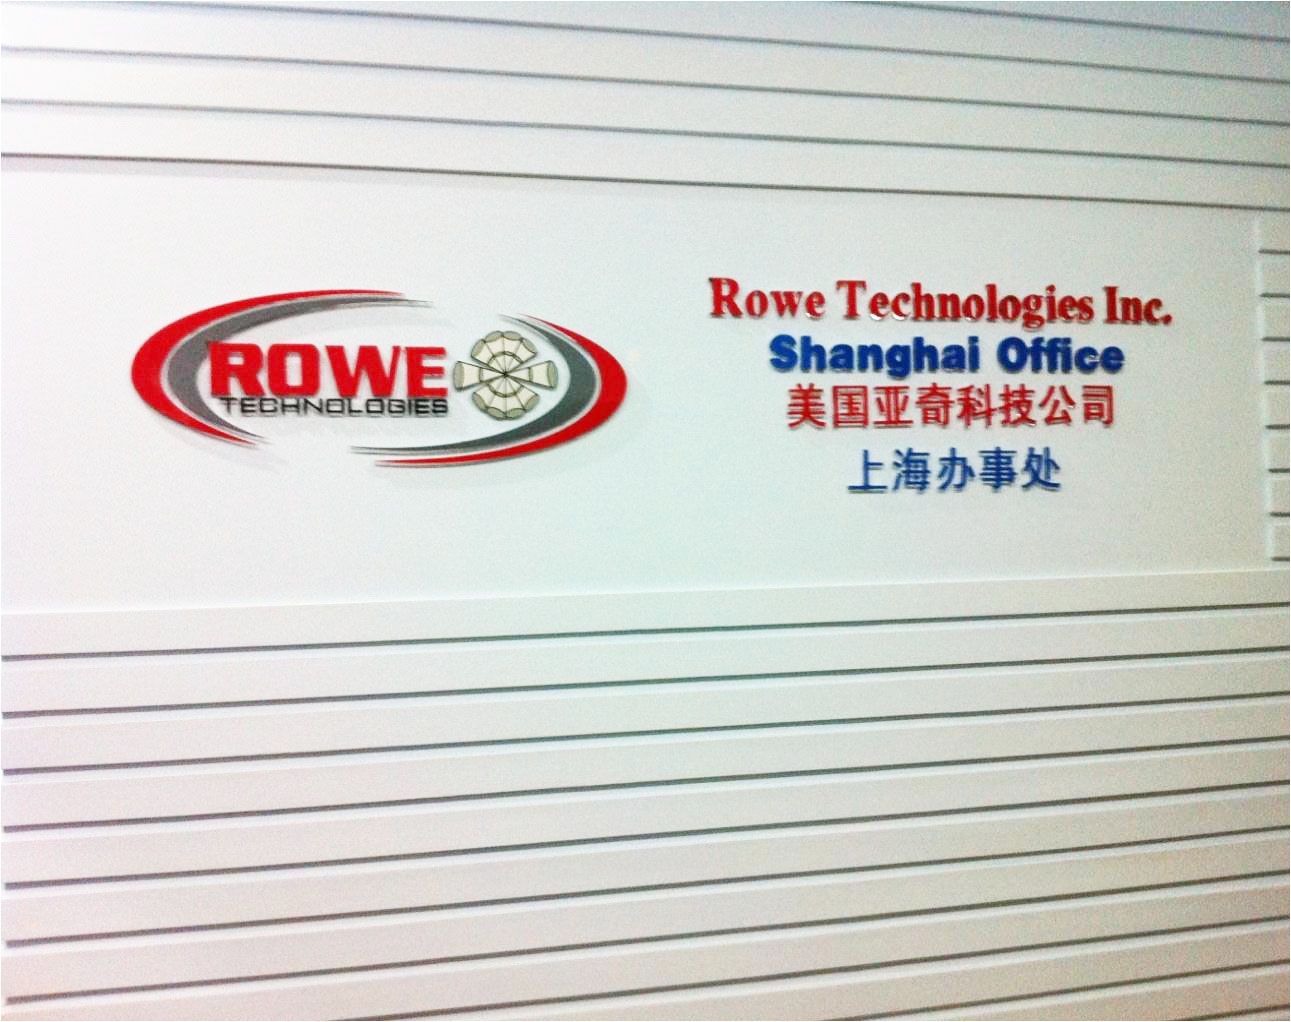 ROWE
TECHNOLOGIES
Rowe Technologies Inc.
Shanghai Office
美国亚奇科技公司
上海办事处